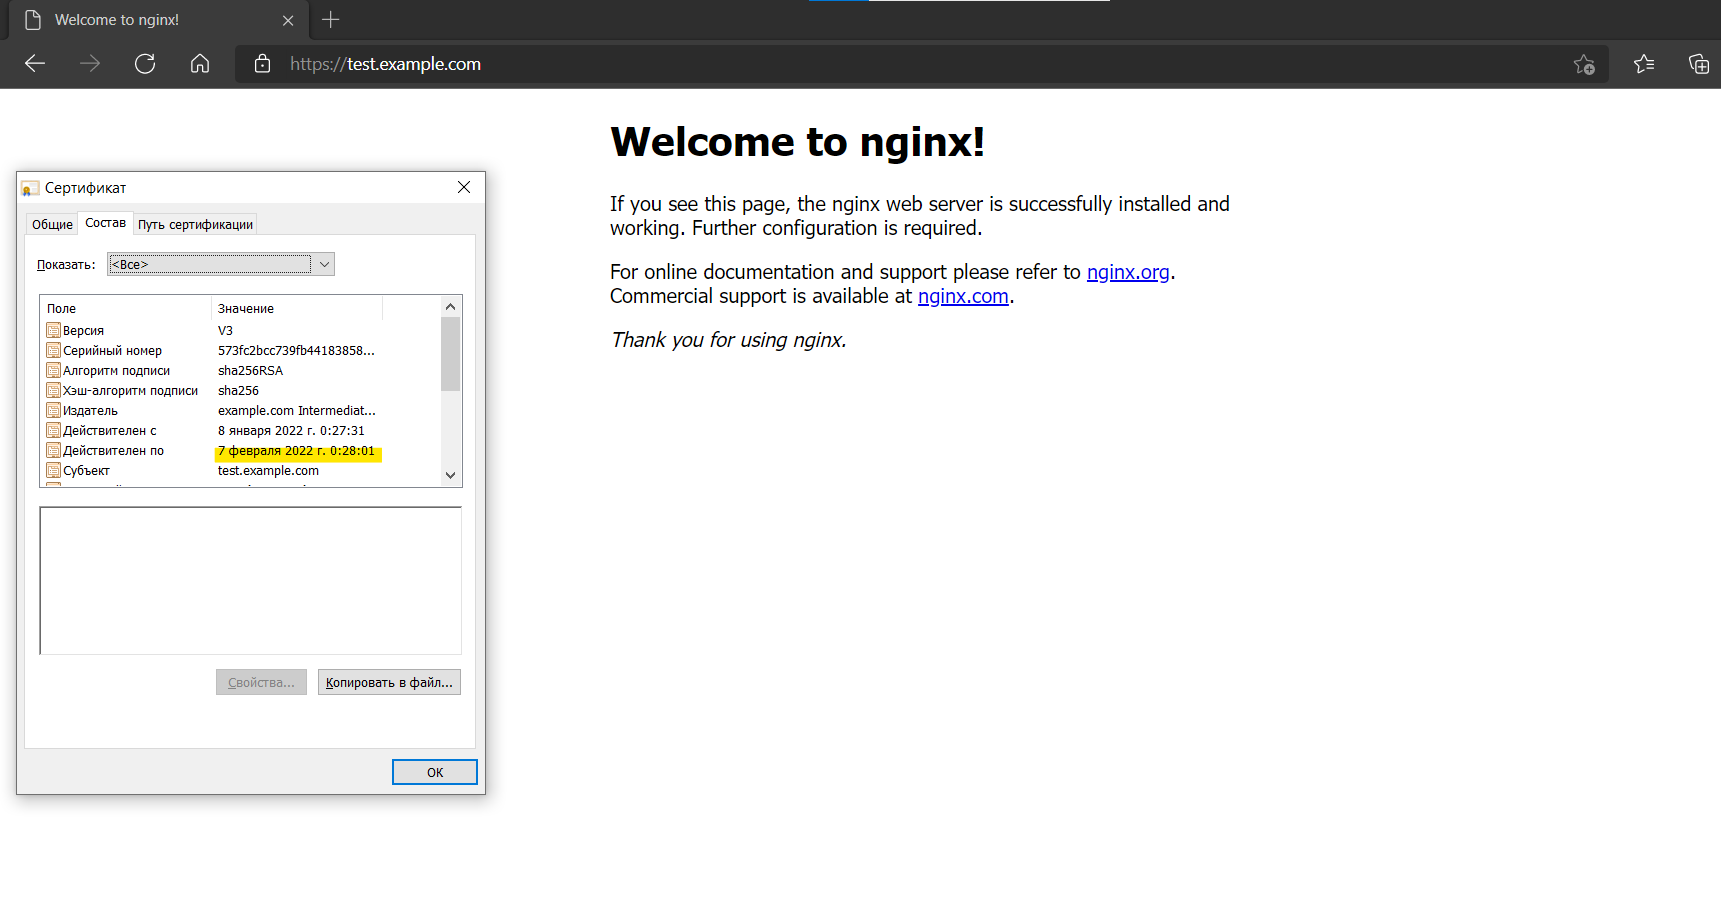 Welcome to nginx!
https://test.example.com
Welcome to nginx!
If you see this page, the nginx web server is successfully installed and
working. Further configuration is required.
For online documentation and support please refer to nginx.org.
Commercial support is available at nginx.com.
Thank you for using nginx.
Сертификат
Общие Состав Путь сертификации
Показать: <Все>
Поле Значение
Версия V3
Серийный номер 573fc2bcc739fb44183858...
Алгоритм подписи sha256RSA
Хэш-алгоритм подписи sha256
Издатель example.com Intermediat...
Действителен с 8 января 2022 г. 0:27:31
Действителен по 7 февраля 2022 г. 0:28:01
Субъект test.example.com
Свойства... Копировать в файл...
ОК